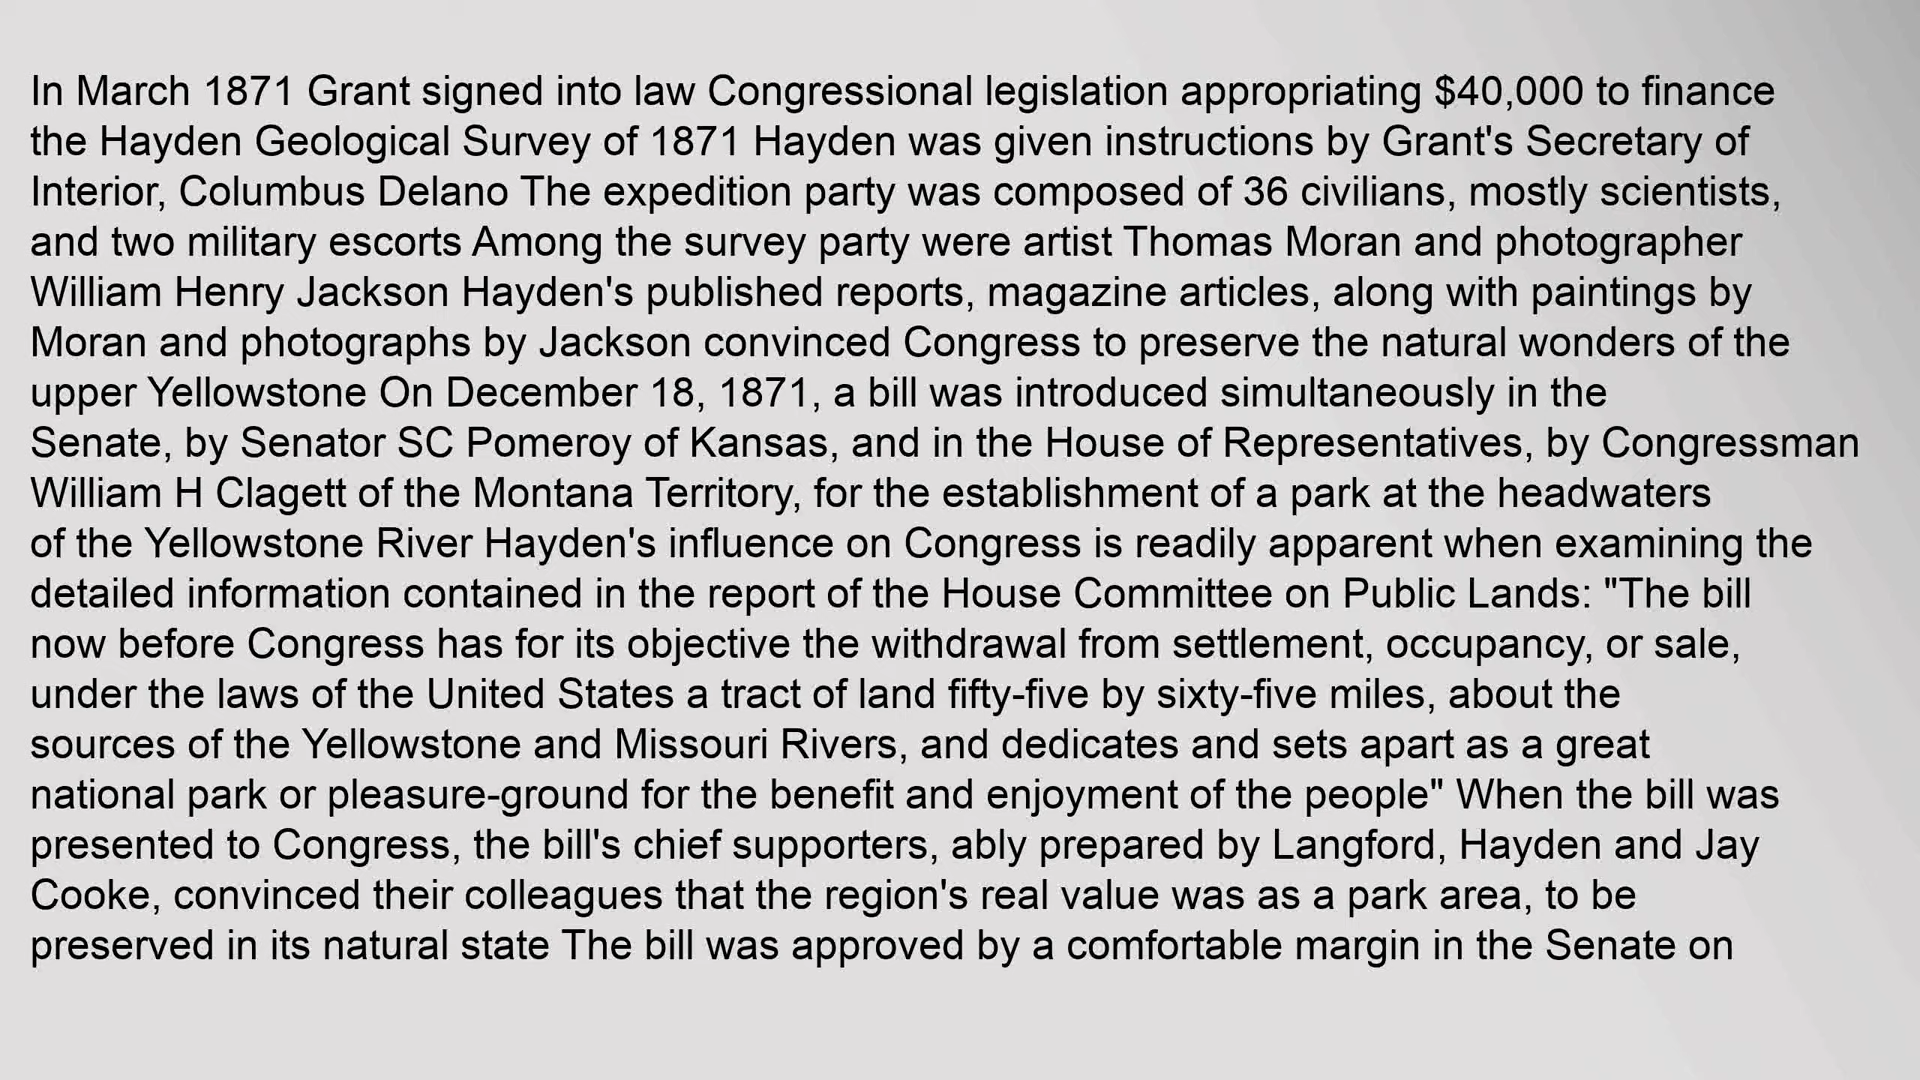 In March 1871 Grant signed into law Congressional legislation appropriating $40,000 to finance
the Hayden Geological Survey of 1871 Hayden was given instructions by Grant's Secretary of
Interior, Columbus Delano The expedition party was composed of 36 civilians, mostly scientists,
and two military escorts Among the survey party were artist Thomas Moran and photographer
William Henry Jackson Hayden's published reports, magazine articles, along with paintings by
Moran and photographs by Jackson convinced Congress to preserve the natural wonders of the
upper Yellowstone On December 18, 1871, a bill was introduced simultaneously in the
Senate, by Senator SC Pomeroy of Kansas, and in the House of Representatives, by Congressman
William H Clagett of the Montana Territory, for the establishment of a park at the headwaters
of the Yellowstone River Hayden's influence on Congress is readily apparent when examining the
detailed information contained in the report of the House Committee on Public Lands: "The bill
now before Congress has for its objective the withdrawal from settlement, occupancy, or sale,
under the laws of the United States a tract of land fifty-five by sixty-five miles, about the
sources of the Yellowstone and Missouri Rivers, and dedicates and sets apart as a great
national park or pleasure-ground for the benefit and enjoyment of the people" When the bill was
presented to Congress, the bill's chief supporters, ably prepared by Langford, Hayden and Jay
Cooke, convinced their colleagues that the region's real value was as a park area, to be
preserved in its natural state The bill was approved by a comfortable margin in the Senate on